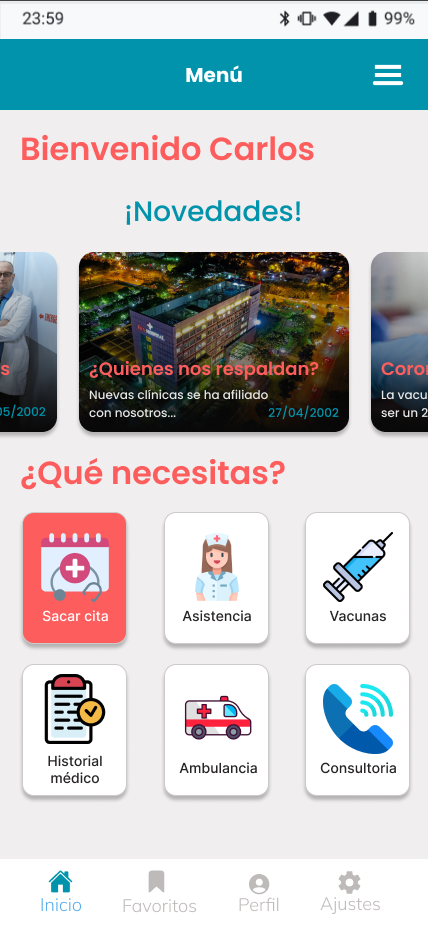 23:59
99%
Menú
Bienvenido Carlos
¡Novedades!
s
05/2002
¿Quienes nos respaldan?
Nuevas clínicas se ha afiliado
con nosotros...
27/04/2002
Coron
La vacu
ser un 2
¿Qué necesitas?
Sacar cita
Asistencia
Vacunas
Historial
médico
Ambulancia
Consultoria
Inicio
Favoritos
Perfil
Ajustes